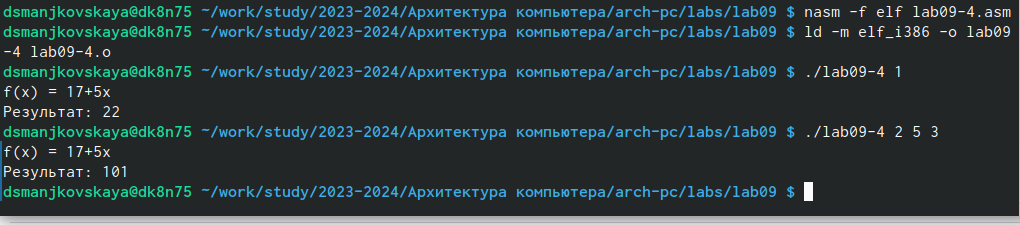 dsmanjkovskaya@dk8n75 ~/work/study/2023-2024/Архитектура компьютера/arch-pc/labs/lab09 $ nasm -f elf lab09-4.asm
dsmanjkovskaya@dk8n75 ~/work/study/2023-2024/Архитектура компьютера/arch-pc/labs/lab09 $ ld -m elf_i386 -o lab09
-4 lab09-4.o
dsmanjkovskaya@dk8n75 ~/work/study/2023-2024/Архитектура компьютера/arch-pc/labs/lab09 $ ./lab09-4 1
f(x) = 17+5x
Результат: 22
dsmanjkovskaya@dk8n75 ~/work/study/2023-2024/Архитектура компьютера/arch-pc/labs/lab09 $ ./lab09-4 2 5 3
f(x) = 17+5x
Результат: 101
dsmanjkovskaya@dk8n75 ~/work/study/2023-2024/Архитектура компьютера/arch-pc/labs/lab09 $